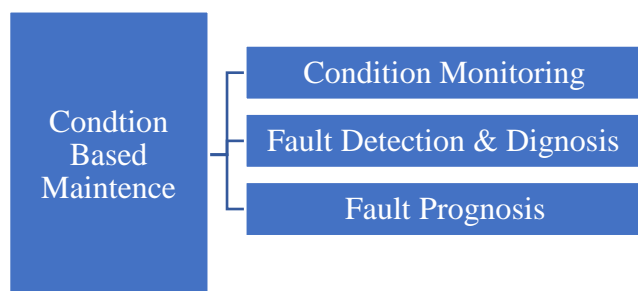 Condtion
Based
Maintence
Condition Monitoring
Fault Detection & Dignosis
Fault Prognosis